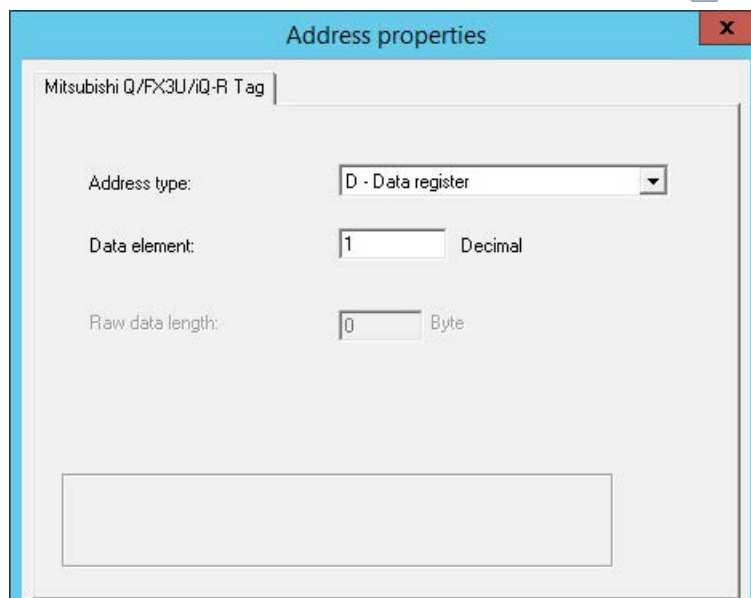 Address properties
x
Mitsubishi Q/FX3U/iQ-R Tag
Address type: D - Data register
Data element: 1 Decimal
Raw data length: 0 Byte